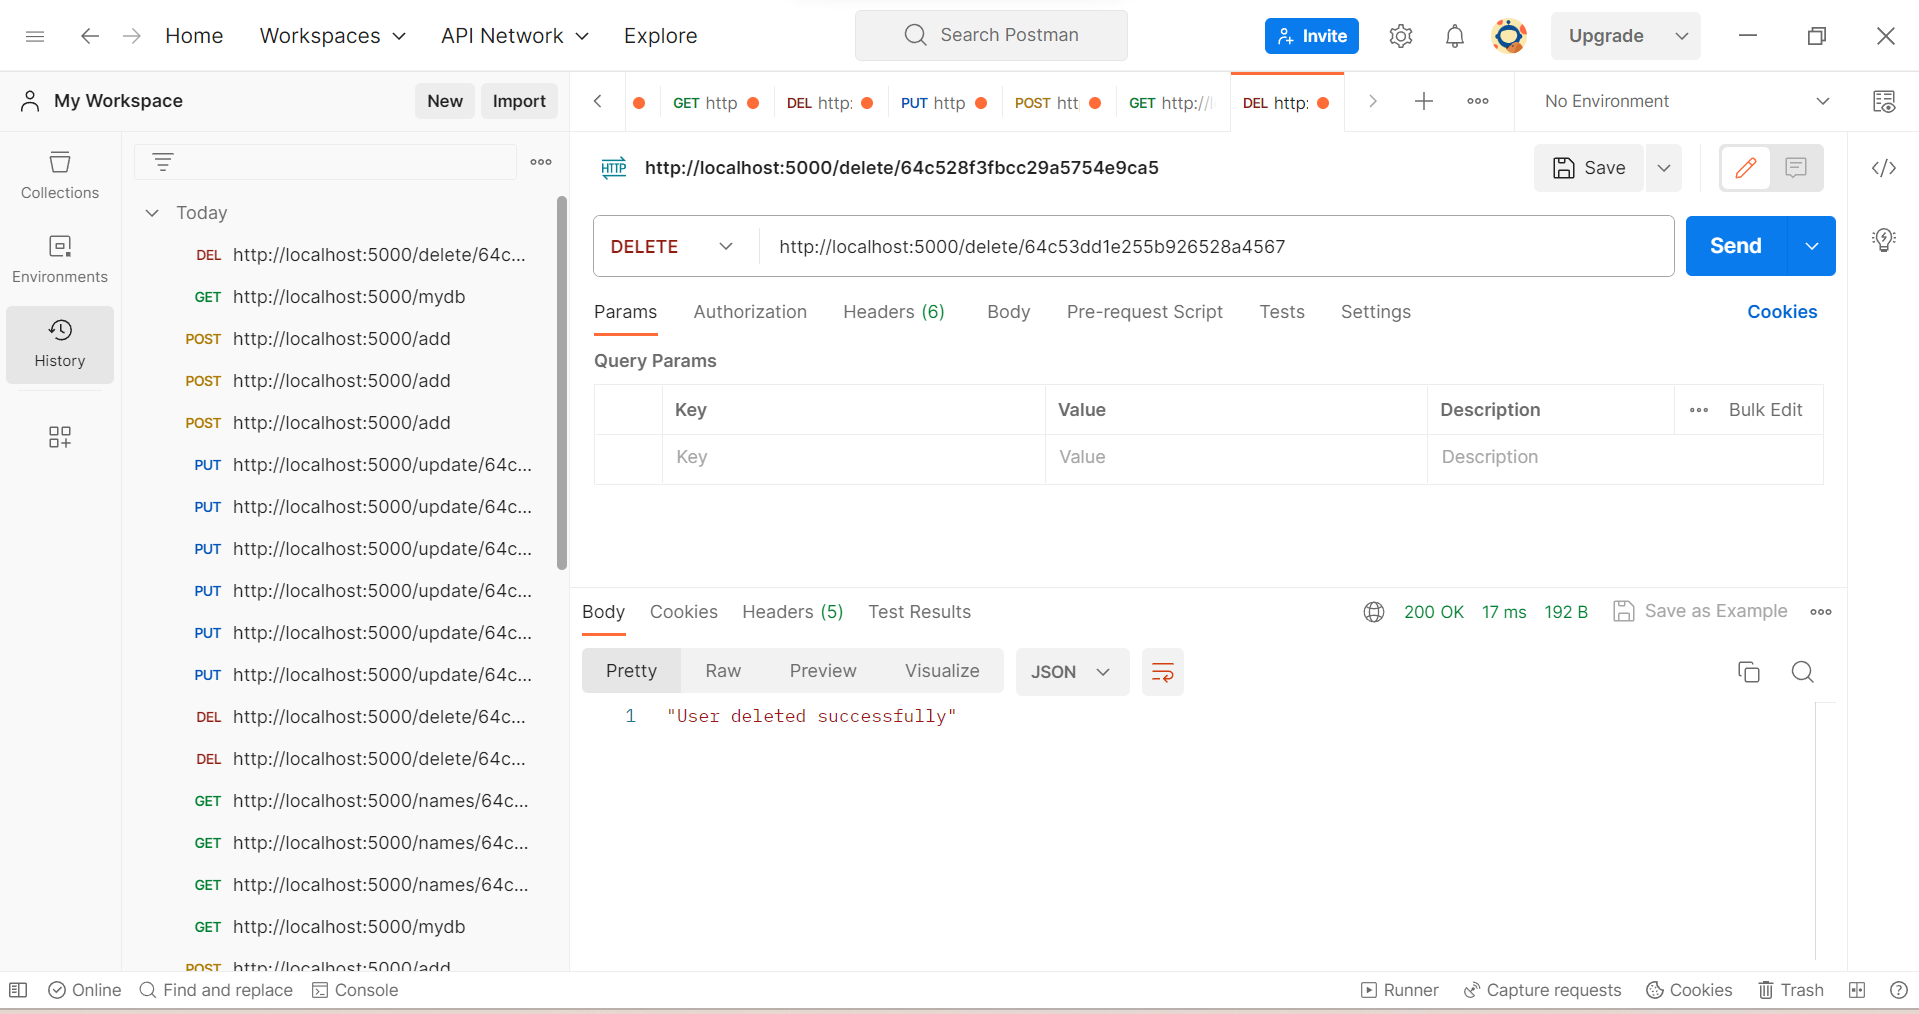 Home Workspaces API Network Explore Search Postman Invite Upgrade
My Workspace New Import
GET http DEL http: PUT http POST htt GET http:// DEL http: No Environment
Collections
Environments
History
Today
DEL http://localhost:5000/delete/64c...
GET http://localhost:5000/mydb
POST http://localhost:5000/add
POST http://localhost:5000/add
POST http://localhost:5000/add
PUT http://localhost:5000/update/64c...
PUT http://localhost:5000/update/64c...
PUT http://localhost:5000/update/64c...
PUT http://localhost:5000/update/64c...
PUT http://localhost:5000/update/64c...
PUT http://localhost:5000/update/64c...
DEL http://localhost:5000/delete/64c...
DEL http://localhost:5000/delete/64c...
GET http://localhost:5000/names/64c...
GET http://localhost:5000/names/64c...
GET http://localhost:5000/names/64c...
GET http://localhost:5000/mydb
POST http://localhost:5000/add
HTTP http://localhost:5000/delete/64c528f3fbcc29a5754e9ca5 Save
DELETE http://localhost:5000/delete/64c53dd1e255b926528a4567 Send
Params Authorization Headers (6) Body Pre-request Script Tests Settings Cookies
Query Params
Key Value Description Bulk Edit
Key Value Description
Body Cookies Headers (5) Test Results 200 OK 17 ms 192 B Save as Example
Pretty Raw Preview Visualize JSON
1 "User deleted successfully"
Online Find and replace Console Runner Capture requests Cookies Trash